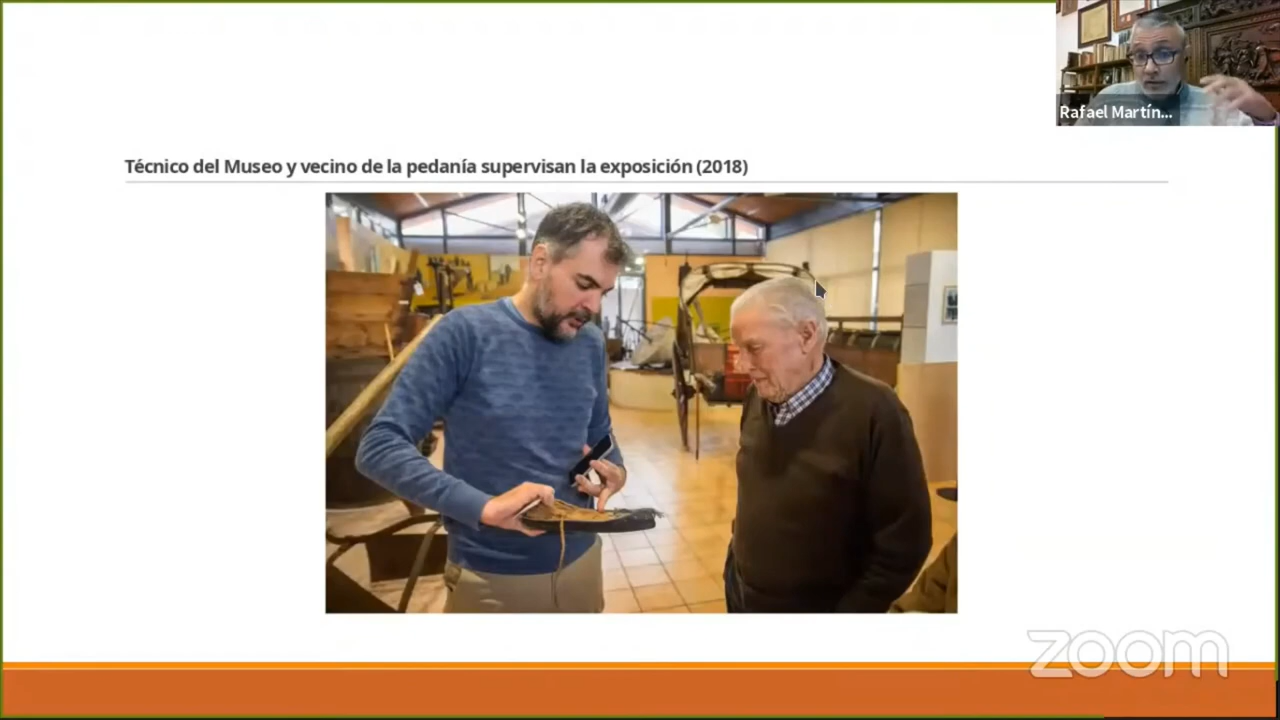 Rafael Martín...
Técnico del Museo y vecino de la pedanía supervisan la exposición (2018)
zoom